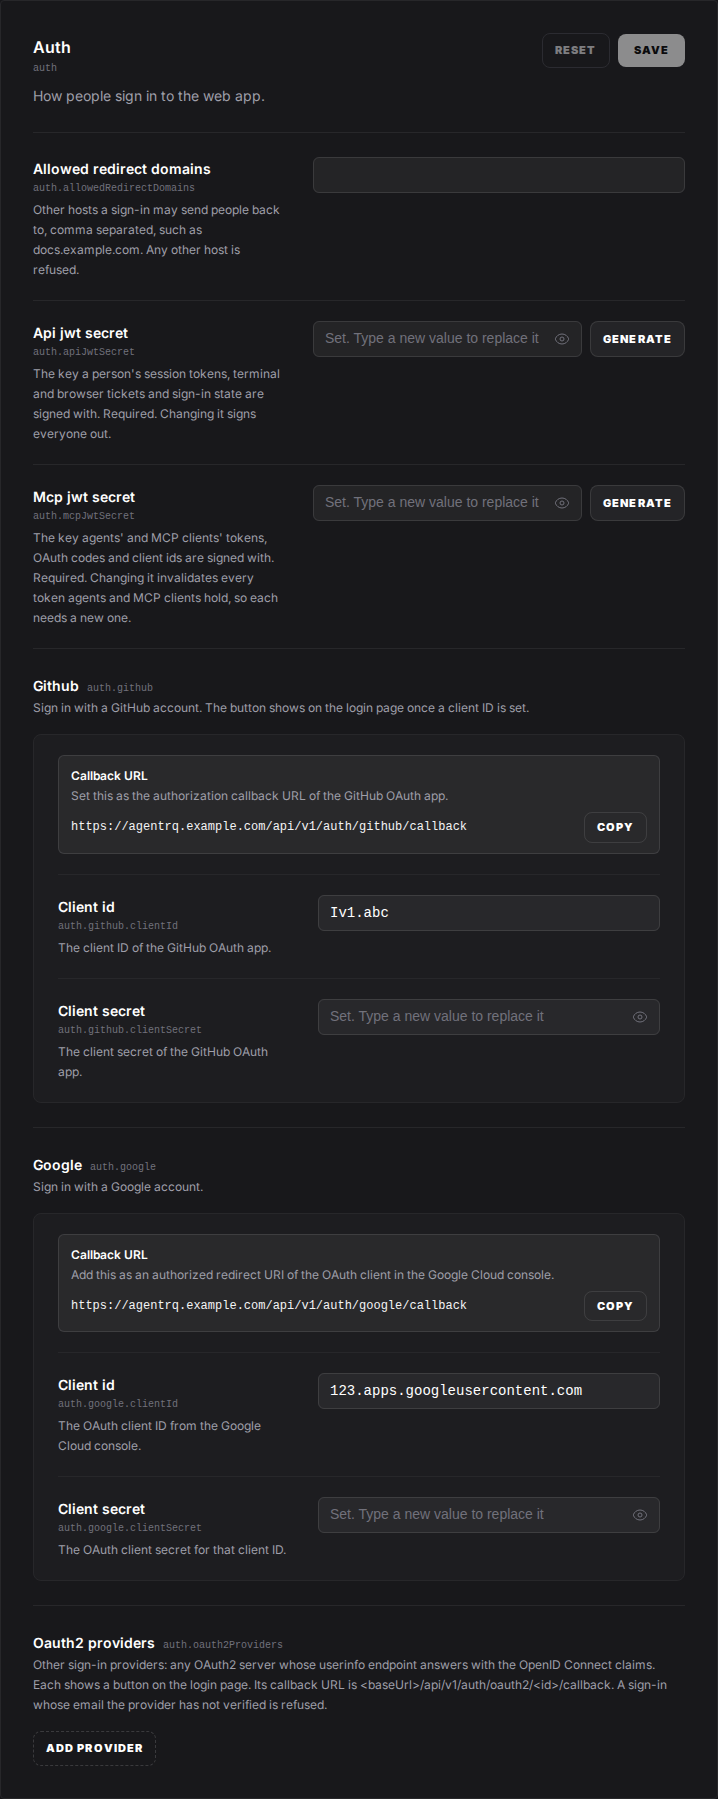 Auth
auth
RESET
SAVE
How people sign in to the web app.
Allowed redirect domains
auth.allowedRedirectDomains
Other hosts a sign-in may send people back
to, comma separated, such as
docs.example.com. Any other host is
refused.
Api jwt secret
auth.apiJwtSecret
The key a person's session tokens, terminal
and browser tickets and sign-in state are
signed with. Required. Changing it signs
everyone out.
Set. Type a new value to replace it
GENERATE
Mcp jwt secret
auth.mcpJwtSecret
The key agents' and MCP clients' tokens,
OAuth codes and client ids are signed with.
Required. Changing it invalidates every
token agents and MCP clients hold, so each
needs a new one.
Set. Type a new value to replace it
GENERATE
Github auth.github
Sign in with a GitHub account. The button shows on the login page once a client ID is set.
Callback URL
Set this as the authorization callback URL of the GitHub OAuth app.
https://agentrq.example.com/api/v1/auth/github/callback
COPY
Client id
auth.github.clientId
The client ID of the GitHub OAuth app.
Iv1.abc
Client secret
auth.github.clientSecret
The client secret of the GitHub OAuth
app.
Set. Type a new value to replace it
Google auth.google
Sign in with a Google account.
Callback URL
Add this as an authorized redirect URI of the OAuth client in the Google Cloud console.
https://agentrq.example.com/api/v1/auth/google/callback
COPY
Client id
auth.google.clientId
The OAuth client ID from the Google
Cloud console.
123.apps.googleusercontent.com
Client secret
auth.google.clientSecret
The OAuth client secret for that client ID.
Set. Type a new value to replace it
Oauth2 providers auth.oauth2Providers
Other sign-in providers: any OAuth2 server whose userinfo endpoint answers with the OpenID Connect claims.
Each shows a button on the login page. Its callback URL is <baseUrl>/api/v1/auth/oauth2/<id>/callback. A sign-in
whose email the provider has not verified is refused.
ADD PROVIDER